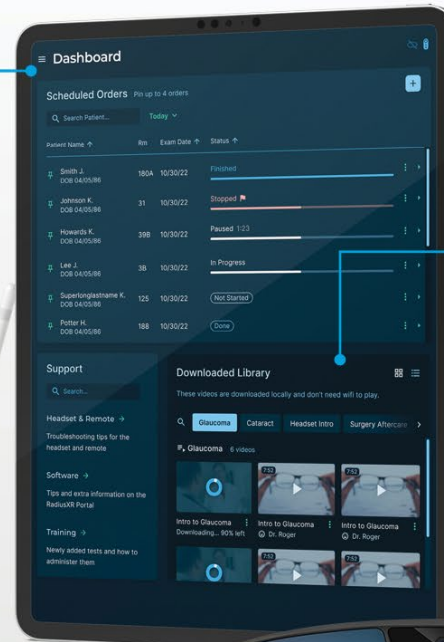 Dashboard
Scheduled Orders Pin up to 4 orders
Search Patient...
Today
Patient Name Rm Exam Date Status
Smith J. 180A 10/30/22 Finished
DOB 04/05/86
Johnson K. 31 10/30/22 Stopped
DOB 04/05/86
Howards K. 39B 10/30/22 Paused 1:23
DOB 04/05/86
Lee J. 3B 10/30/22 In Progress
DOB 04/05/86
Superlonglastname K. 125 10/30/22 Not Started
DOB 04/05/86
Potter H. 188 10/30/22 Done
DOB 04/05/86
Support
Search...
Headset & Remote →
Troubleshooting tips for the
headset and remote
Software →
Tips and extra information on the
RadiusXR Portal
Training →
Newly added tests and how to
administer them
Downloaded Library
These videos are downloaded locally and don't need wifi to play.
Glaucoma Cataract Headset Intro Surgery Aftercare
Glaucoma 6 videos
7:52 7:52
Intro to Glaucoma Intro to Glaucoma Intro to Glaucoma
Downloading... 90% left Dr. Roger Dr. Roger
7:52 7:52